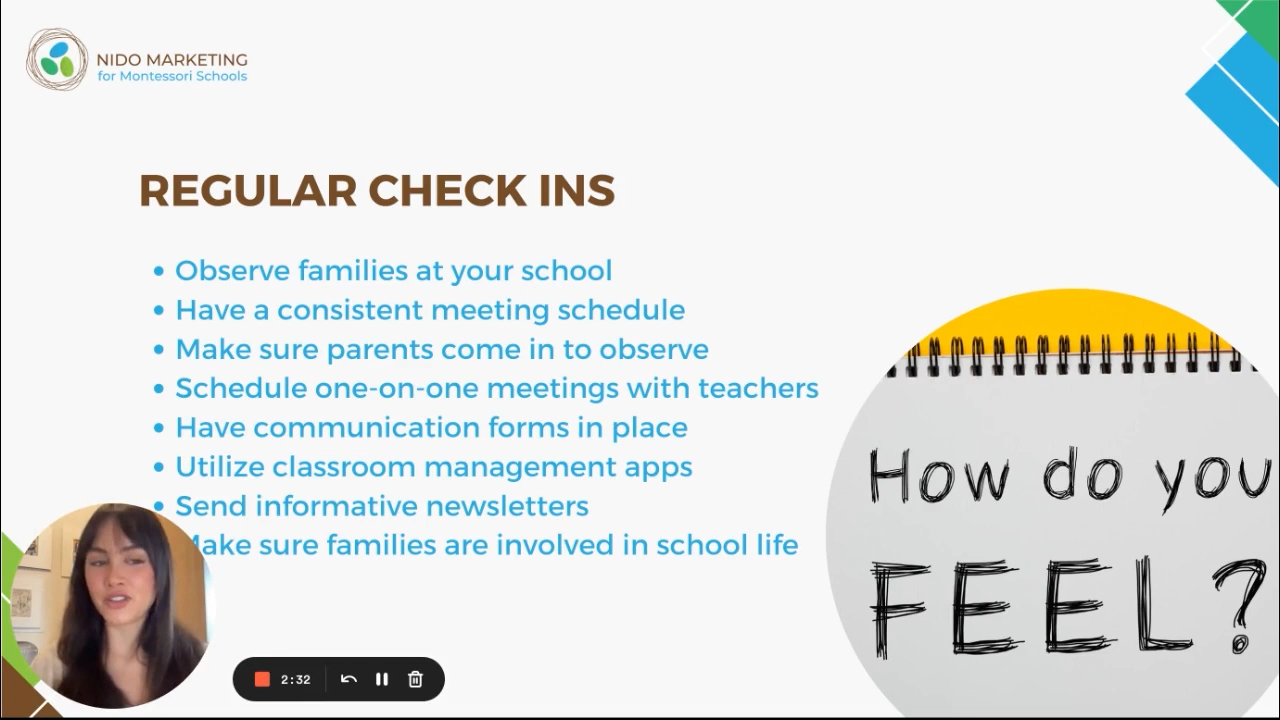 NIDO MARKETING
for Montessori Schools
REGULAR CHECK INS
• Observe families at your school
• Have a consistent meeting schedule
• Make sure parents come in to observe
• Schedule one-on-one meetings with teachers
• Have communication forms in place
• Utilize classroom management apps
• Send informative newsletters
Make sure families are involved in school life
How do you
FEEL?
2:32